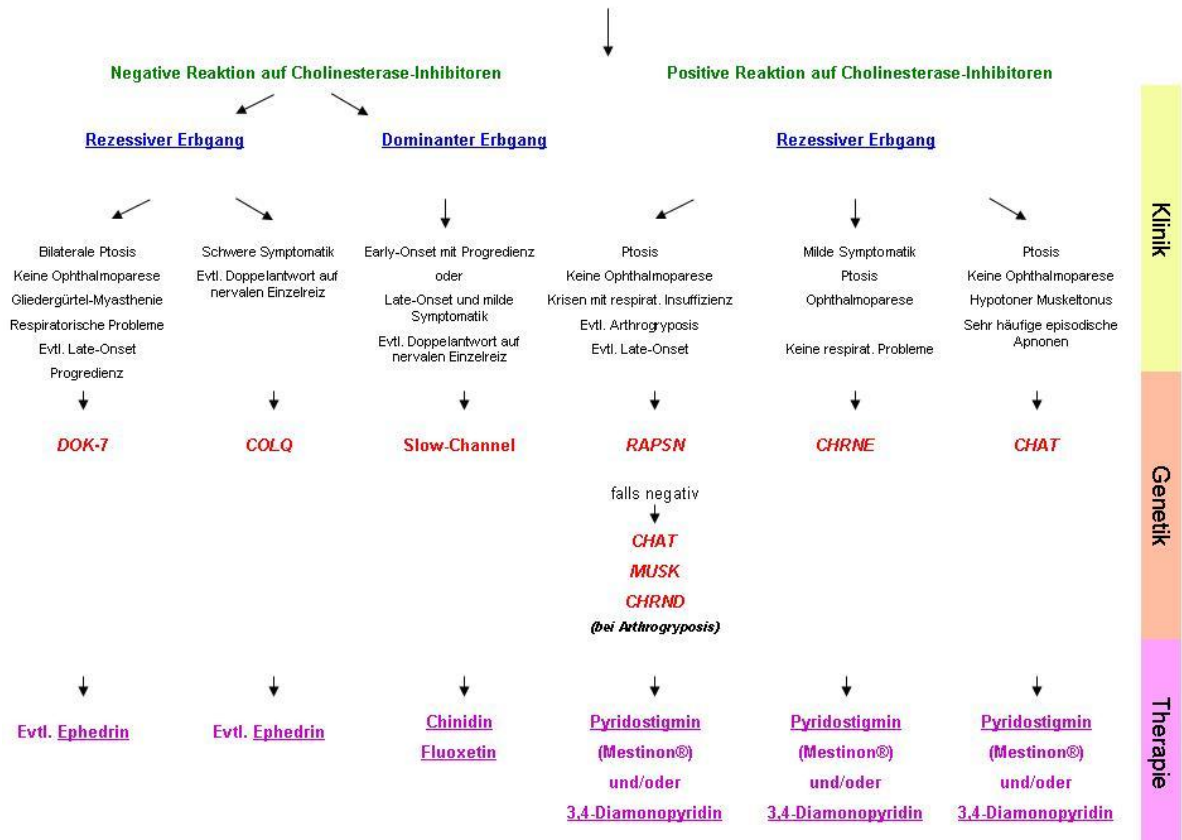 Negative Reaktion auf Cholinesterase-Inhibitoren
Positive Reaktion auf Cholinesterase-Inhibitoren
Rezessiver Erbgang
Dominanter Erbgang
Rezessiver Erbgang
Bilaterale Ptosis
Keine Ophthalmoparese
Gliedergürtel-Myasthenie
Respiratorische Probleme
Evtl. Late-Onset
Progredienz
Schwere Symptomatik
Evtl. Doppelantwort auf
nervalen Einzelreiz
Early-Onset mit Progredienz
oder
Late-Onset und milde
Symptomatik
Evtl. Doppelantwort auf
nervalen Einzelreiz
Ptosis
Keine Ophthalmoparese
Krisen mit respirat. Insuffizienz
Evtl. Arthrogryposis
Evtl. Late-Onset
Milde Symptomatik
Ptosis
Ophthalmoparese
Keine respirat. Probleme
Ptosis
Keine Ophthalmoparese
Hypotoner Muskeltonus
Sehr häufige episodische
Apnonen
Klinik
DOK-7
COLQ
Slow-Channel
RAPSN
CHRNE
CHAT
falls negativ
CHAT
MUSK
CHRND
(bei Arthrogryposis)
Genetik
Evtl. Ephedrin
Evtl. Ephedrin
Chinidin
Fluoxetin
Pyridostigmin
(Mestinon®)
und/oder
3,4-Diamonopyridin
Pyridostigmin
(Mestinon®)
und/oder
3,4-Diamonopyridin
Pyridostigmin
(Mestinon®)
und/oder
3,4-Diamonopyridin
Therapie